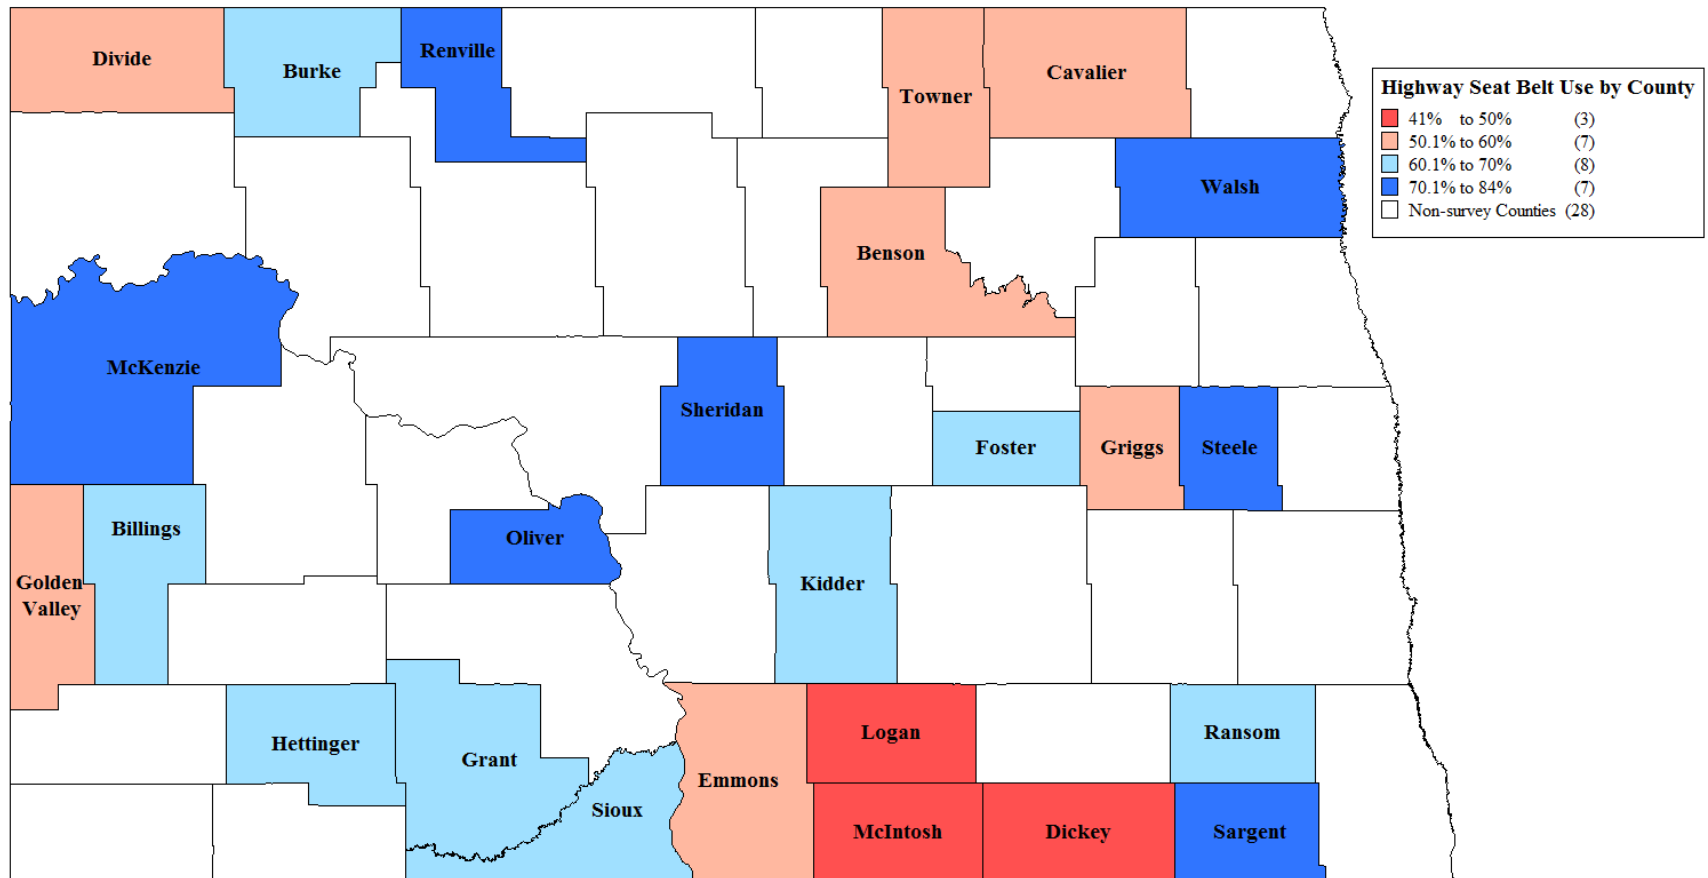 Divide
Burke
Renville
Towner
Cavalier
Highway Seat Belt Use by County
41% to 50% (3)
50.1% to 60% (7)
60.1% to 70% (8)
70.1% to 84% (7)
Non-survey Counties (28)
Walsh
Benson
McKenzie
Sheridan
Foster
Griggs
Steele
Billings
Oliver
Golden
Valley
Kidder
Hettinger
Grant
Sioux
Emmons
Logan
Ransom
McIntosh
Dickey
Sargent